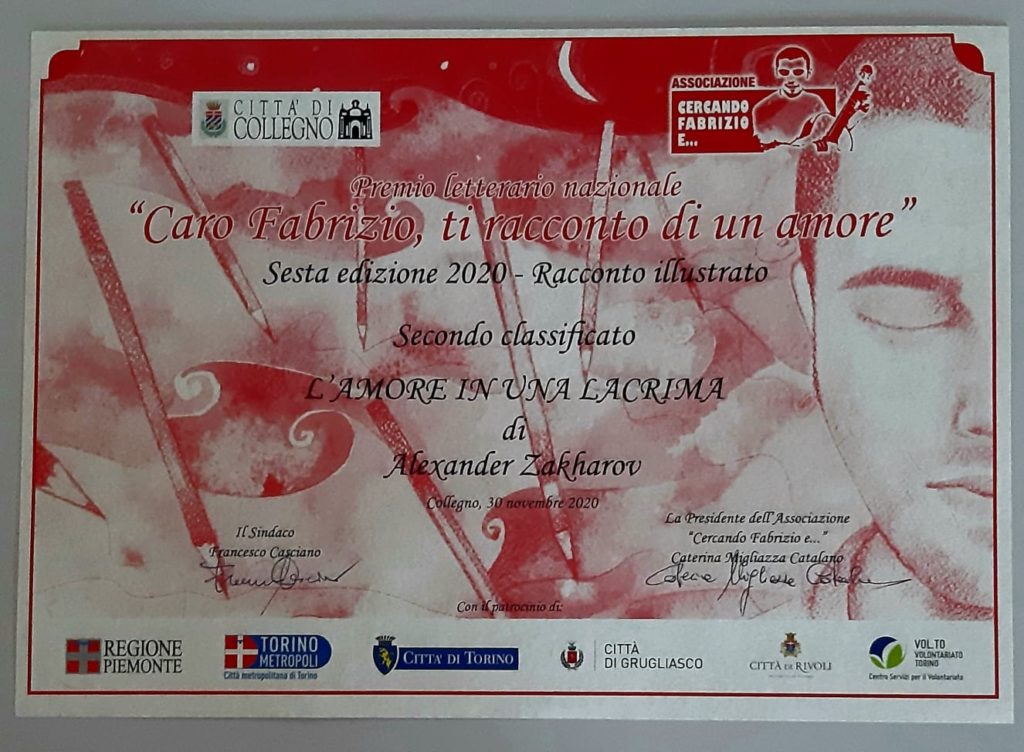 CITTÀ DI
COLLEGNO
ASSOCIAZIONE
CERCANDO
FABRIZIO
E...
Premio letterario nazionale
“Caro Fabrizio, ti racconto di un amore”
Sesta edizione 2020 - Racconto illustrato
Secondo classificato
L'AMORE IN UNA LACRIMA
di
Alexander Zakharov
Collegno, 30 novembre 2020
Il Sindaco
Francesco Casciano
La Presidente dell'Associazione
“Cercando Fabrizio e...”
Caterina Migliazza Catalano
Con il patrocinio di:
REGIONE
PIEMONTE
TORINO
METROPOLI
Città metropolitana di Torino
CITTA' DI TORINO
CITTÀ
DI GRUGLIASCO
CITTÀ DI RIVOLI
VOL.TO
VOLONTARIATO
TORINO
Centro Servizi per il Volontariato